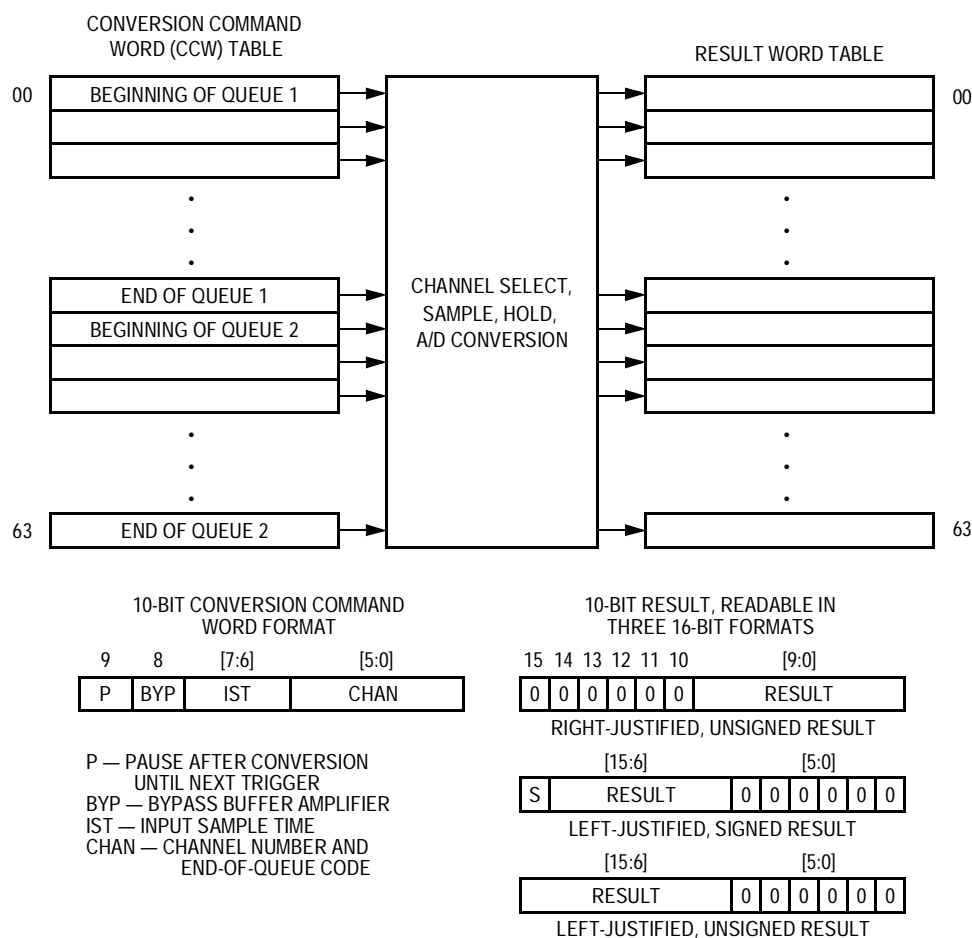 CONVERSION COMMAND
WORD (CCW) TABLE
RESULT WORD TABLE
00
BEGINNING OF QUEUE 1
00
END OF QUEUE 1
BEGINNING OF QUEUE 2
CHANNEL SELECT,
SAMPLE, HOLD,
A/D CONVERSION
63
END OF QUEUE 2
63
10-BIT CONVERSION COMMAND
WORD FORMAT
9 8 [7:6] [5:0]
P BYP IST CHAN
P — PAUSE AFTER CONVERSION
UNTIL NEXT TRIGGER
BYP — BYPASS BUFFER AMPLIFIER
IST — INPUT SAMPLE TIME
CHAN — CHANNEL NUMBER AND
END-OF-QUEUE CODE
10-BIT RESULT, READABLE IN
THREE 16-BIT FORMATS
15 14 13 12 11 10 [9:0]
0 0 0 0 0 0 RESULT
RIGHT-JUSTIFIED, UNSIGNED RESULT
[15:6] [5:0]
S RESULT 0 0 0 0 0 0
LEFT-JUSTIFIED, SIGNED RESULT
[15:6] [5:0]
RESULT 0 0 0 0 0 0
LEFT-JUSTIFIED, UNSIGNED RESULT